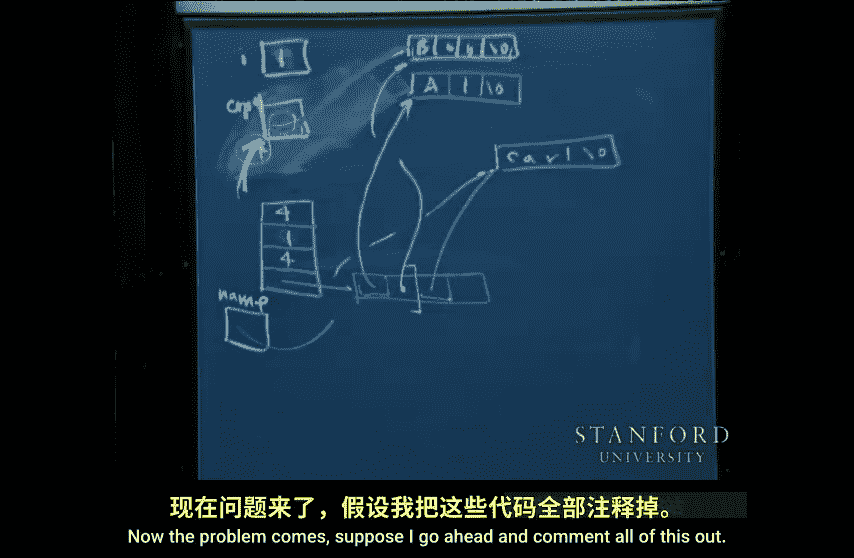 B o b \0
A l \0
C a r l \0
4
1
4
name
STANFORD
UNIVERSITY
现在问题来了，假设我把这些代码全部注释掉。
Now the problem comes, suppose I go ahead and comment all of this out.